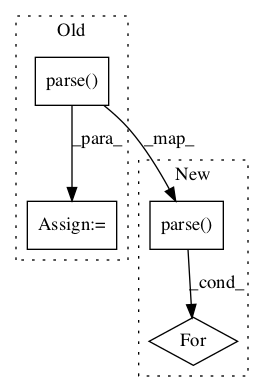 Old
parse()
_para_
_map_
New
Assign:=
parse()
_cond_
For